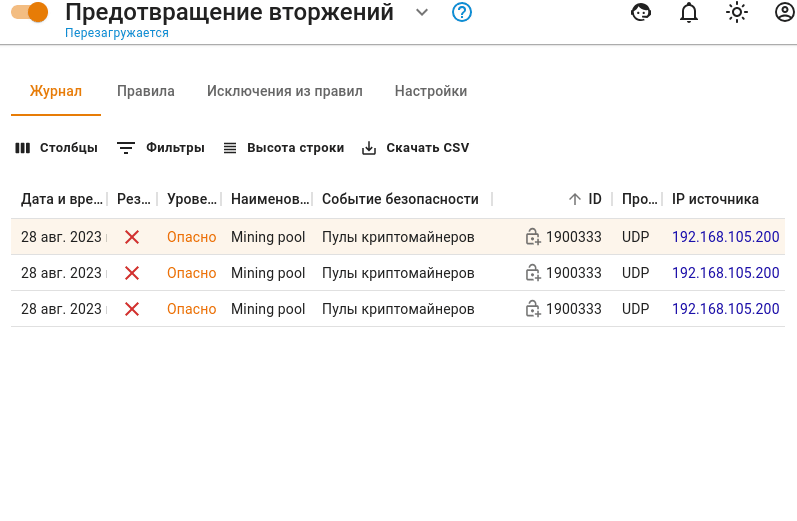 Предотвращение вторжений
Перезагружается
Журнал Правила Исключения из правил Настройки
Столбцы Фильтры Высота строки Скачать CSV
Дата и вре... Рез... Урове... Наименов... Событие безопасности ID Про... IP источника
28 авг. 2023 Опасно Mining pool Пулы криптомайнеров 1900333 UDP 192.168.105.200
28 авг. 2023 Опасно Mining pool Пулы криптомайнеров 1900333 UDP 192.168.105.200
28 авг. 2023 Опасно Mining pool Пулы криптомайнеров 1900333 UDP 192.168.105.200